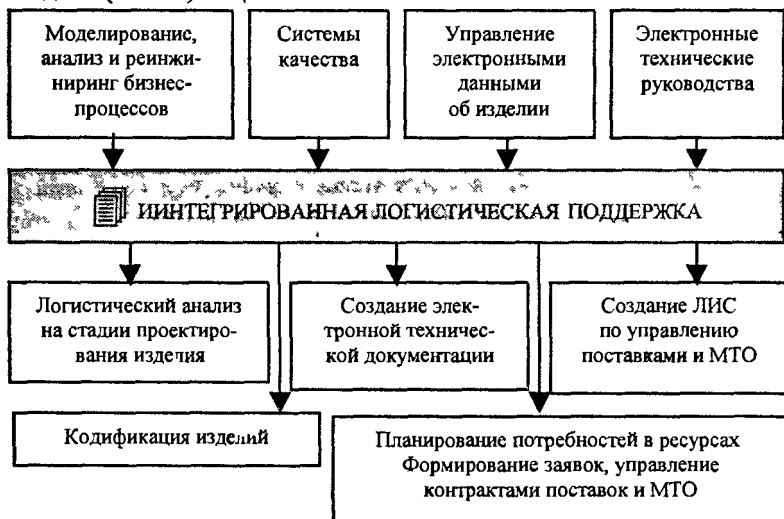 Моделирование,
анализ и реинжи-
ниринг бизнес-
процессов
Системы
качества
Управление
электронными
данными
об изделии
Электронные
технические
руководства
ИИНТЕГРИРОВАННАЯ ЛОГИСТИЧЕСКАЯ ПОДДЕРЖКА
Логистический анализ
на стадии проектиро-
вания изделия
Создание элек-
тронной техничес-
кой документации
Создание ЛИС
по управлению
поставками и МТО
Кодификация изделий
Планирование потребностей в ресурсах
Формирование заявок, управление
контрактами поставок и МТО